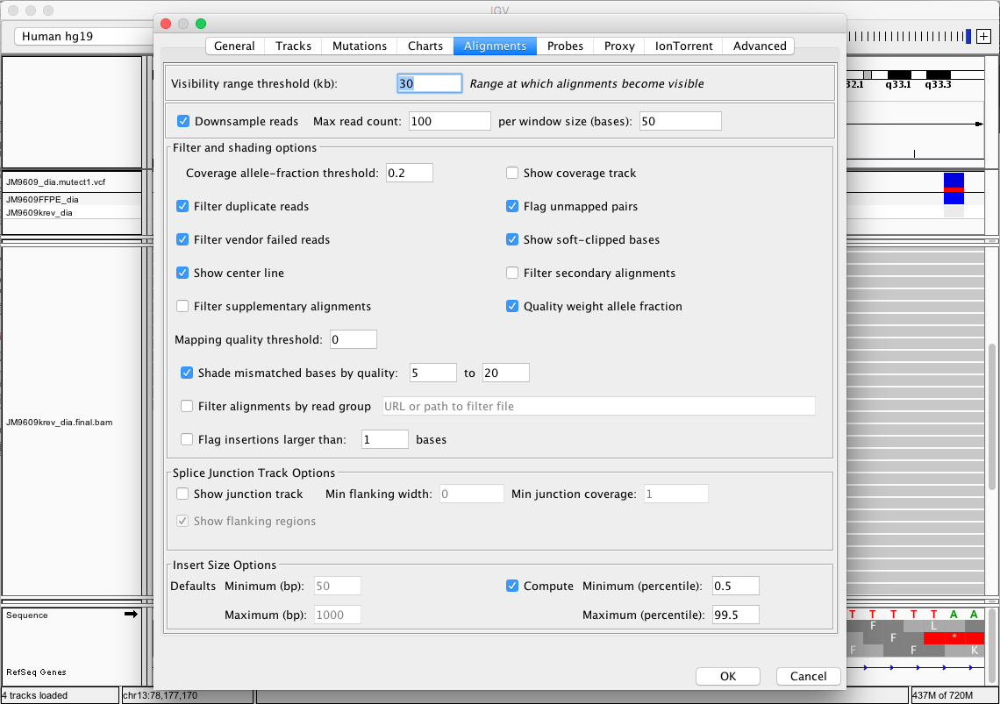 IGV
Human hg19
General Tracks Mutations Charts Alignments Probes Proxy IonTorrent Advanced
Visibility range threshold (kb): 30 Range at which alignments become visible
Downsample reads Max read count: 100 per window size (bases): 50
Filter and shading options
Coverage allele-fraction threshold: 0.2 Show coverage track
Filter duplicate reads Flag unmapped pairs
Filter vendor failed reads Show soft-clipped bases
Show center line Filter secondary alignments
Filter supplementary alignments Quality weight allele fraction
Mapping quality threshold: 0
Shade mismatched bases by quality: 5 to 20
Filter alignments by read group URL or path to filter file
Flag insertions larger than: 1 bases
Splice Junction Track Options
Show junction track Min flanking width: 0 Min junction coverage: 1
Show flanking regions
Insert Size Options
Defaults Minimum (bp): 50 Compute Minimum (percentile): 0.5
Maximum (bp): 1000 Maximum (percentile): 99.5
OK Cancel
32.1 q33.1 q33.3
JM9609_dia.mutect1.vcf
JM9609FFPE_dia
JM9609krev_dia
JM9609krev_dia.final.bam
Sequence
T T T T T A A
F L
F *
F F K
RefSeq Genes
4 tracks loaded chr13:78,177,170 437M of 720M